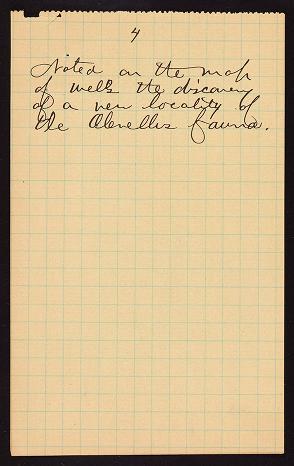 4
Noted on the map
of wells the discovery
of a new locality of
the Olenellus fauna.